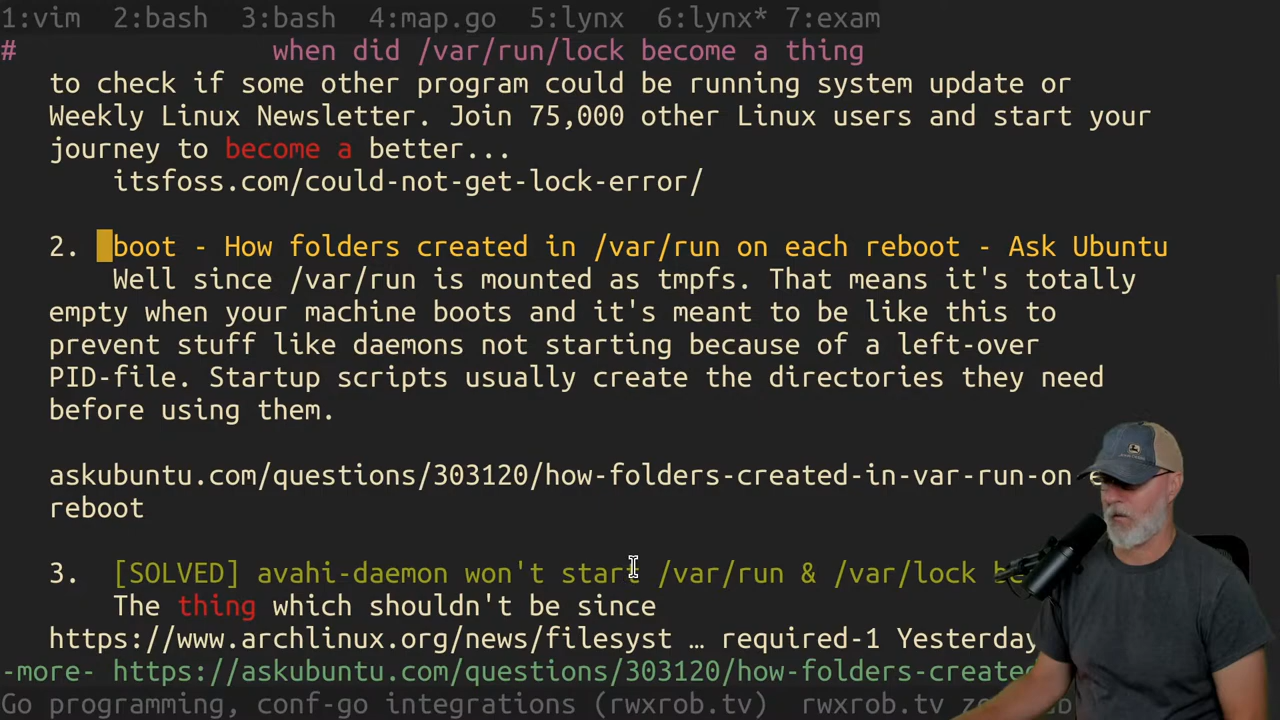 1:vim 2:bash 3:bash 4:map.go 5:lynx 6:lynx* 7:exam
# when did /var/run/lock become a thing
to check if some other program could be running system update or
Weekly Linux Newsletter. Join 75,000 other Linux users and start your
journey to become a better...
itsfoss.com/could-not-get-lock-error/
2. boot - How folders created in /var/run on each reboot - Ask Ubuntu
Well since /var/run is mounted as tmpfs. That means it's totally
empty when your machine boots and it's meant to be like this to
prevent stuff like daemons not starting because of a left-over
PID-file. Startup scripts usually create the directories they need
before using them.
askubuntu.com/questions/303120/how-folders-created-in-var-run-on-
reboot
3. [SOLVED] avahi-daemon won't start /var/run & /var/lock
The thing which shouldn't be since
https://www.archlinux.org/news/filesyst … required-1 Yesterday
-more- https://askubuntu.com/questions/303120/how-folders-created
Go programming, conf-go integrations (rwxrob.tv) rwxrob.tv